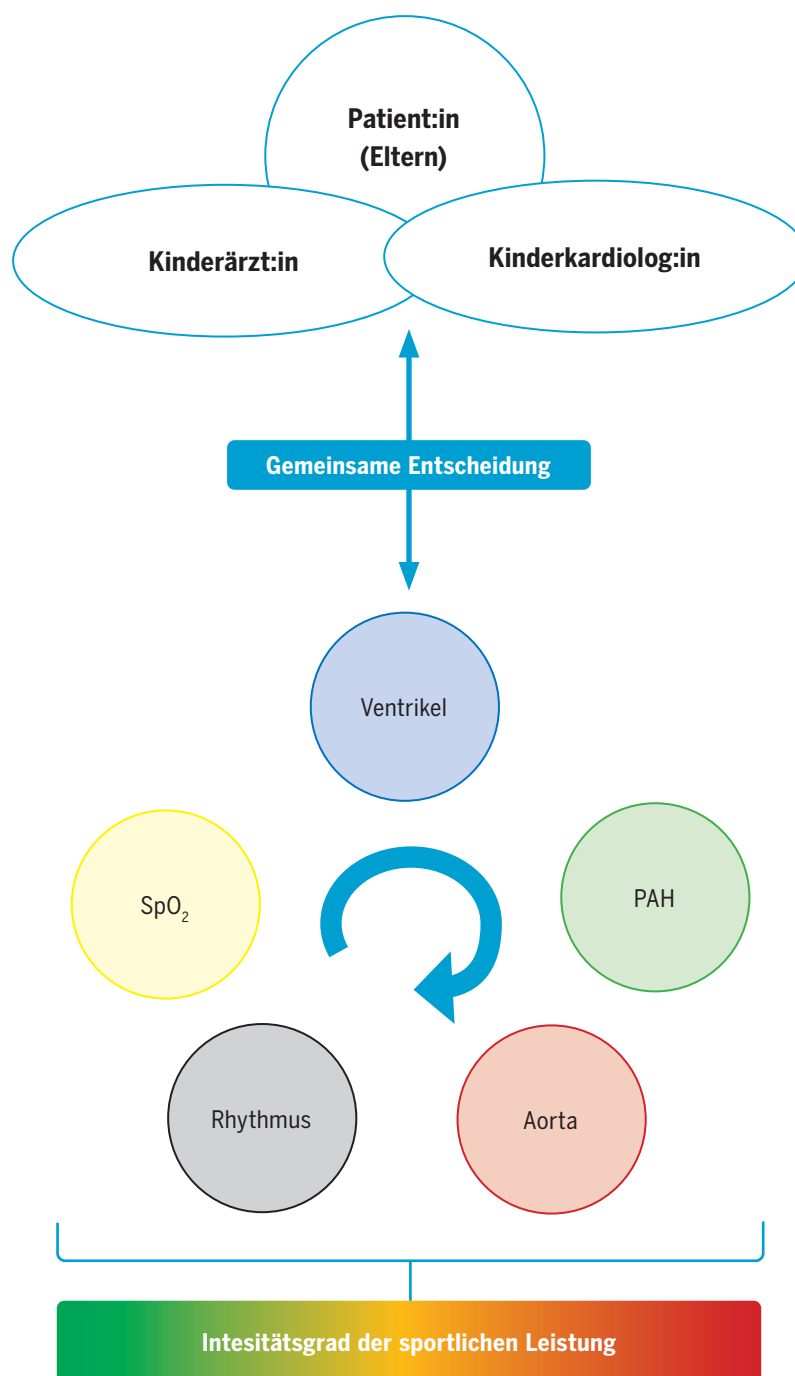 Patient:in
(Eltern)
Kinderärzt:in
Kinderkardiolog:in
Gemeinsame Entscheidung
Ventrikel
SpO₂
PAH
Rhythmus
Aorta
Intesitätsgrad der sportlichen Leistung